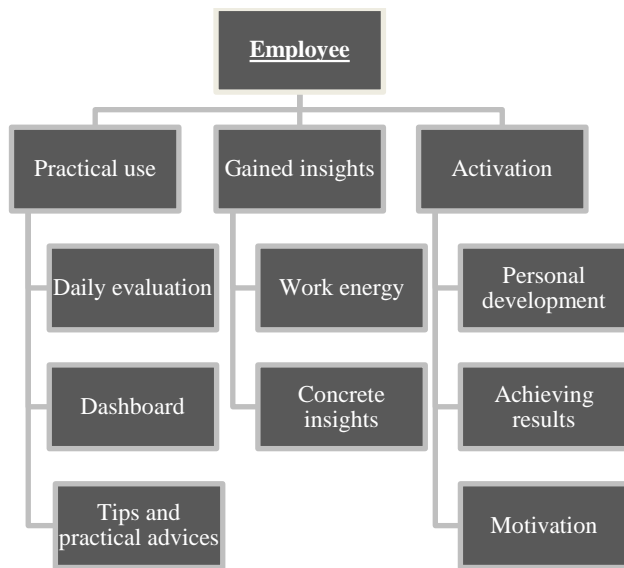 Employee
Practical use
Gained insights
Activation
Daily evaluation
Work energy
Personal
development
Dashboard
Concrete
insights
Achieving
results
Tips and
practical advices
Motivation